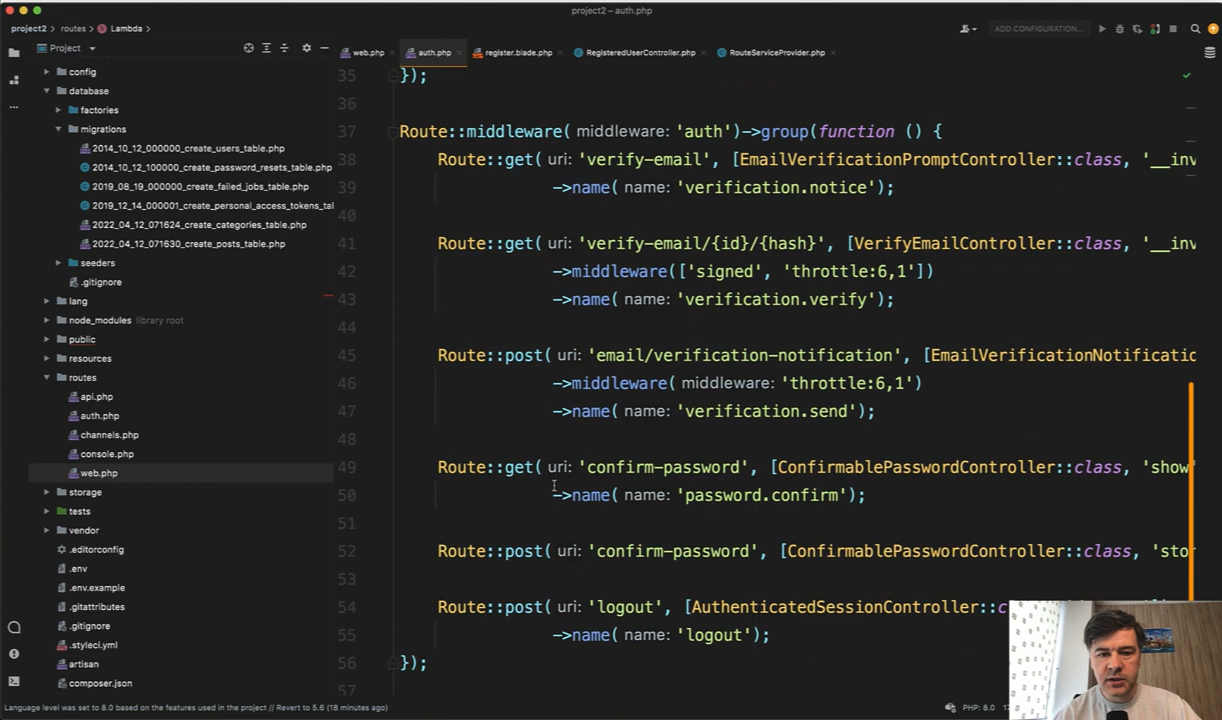 project2 – auth.php
project2 › routes › Lambda ›
ADD CONFIGURATION...
Project
web.php
auth.php
register.blade.php
RegisteredUserController.php
RouteServiceProvider.php
config
database
factories
migrations
2014_10_12_000000_create_users_table.php
2014_10_12_100000_create_password_resets_table.php
2019_08_19_000000_create_failed_jobs_table.php
2019_12_14_000001_create_personal_access_tokens_tal
2022_04_12_071624_create_categories_table.php
2022_04_12_071630_create_posts_table.php
seeders
.gitignore
lang
node_modules library root
public
resources
routes
api.php
auth.php
channels.php
console.php
web.php
storage
tests
vendor
.editorconfig
.env
.env.example
.gitattributes
.gitignore
.styleci.yml
artisan
composer.json
35 });
36
37 Route::middleware( middleware: 'auth')->group(function () {
38 Route::get( uri: 'verify-email', [EmailVerificationPromptController::class, '__inv
39 ->name( name: 'verification.notice');
40
41 Route::get( uri: 'verify-email/{id}/{hash}', [VerifyEmailController::class, '__inv
42 ->middleware(['signed', 'throttle:6,1'])
43 ->name( name: 'verification.verify');
44
45 Route::post( uri: 'email/verification-notification', [EmailVerificationNotificatio
46 ->middleware( middleware: 'throttle:6,1')
47 ->name( name: 'verification.send');
48
49 Route::get( uri: 'confirm-password', [ConfirmablePasswordController::class, 'show'
50 ->name( name: 'password.confirm');
51
52 Route::post( uri: 'confirm-password', [ConfirmablePasswordController::class, 'stor
53
54 Route::post( uri: 'logout', [AuthenticatedSessionController::c
55 ->name( name: 'logout');
56 });
57
Language level was set to 8.0 based on the features used in the project // Revert to 5.6 (18 minutes ago)
PHP: 8.0